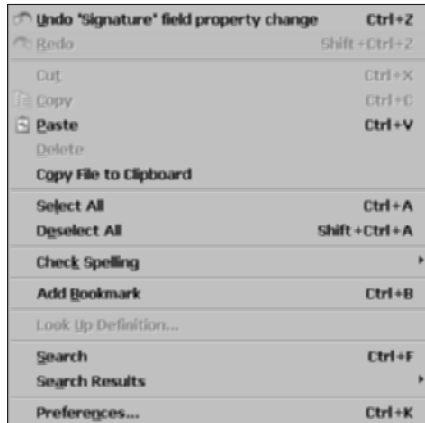 Undo "Signature" field property change Ctrl+Z
Redo Shift+Ctrl+Z
Cut Ctrl+X
Copy Ctrl+C
Paste Ctrl+V
Delete
Copy File to Clipboard
Select All Ctrl+A
Deselect All Shift+Ctrl+A
Check Spelling
Add Bookmark Ctrl+B
Look Up Definition...
Search Ctrl+F
Search Results
Preferences... Ctrl+K